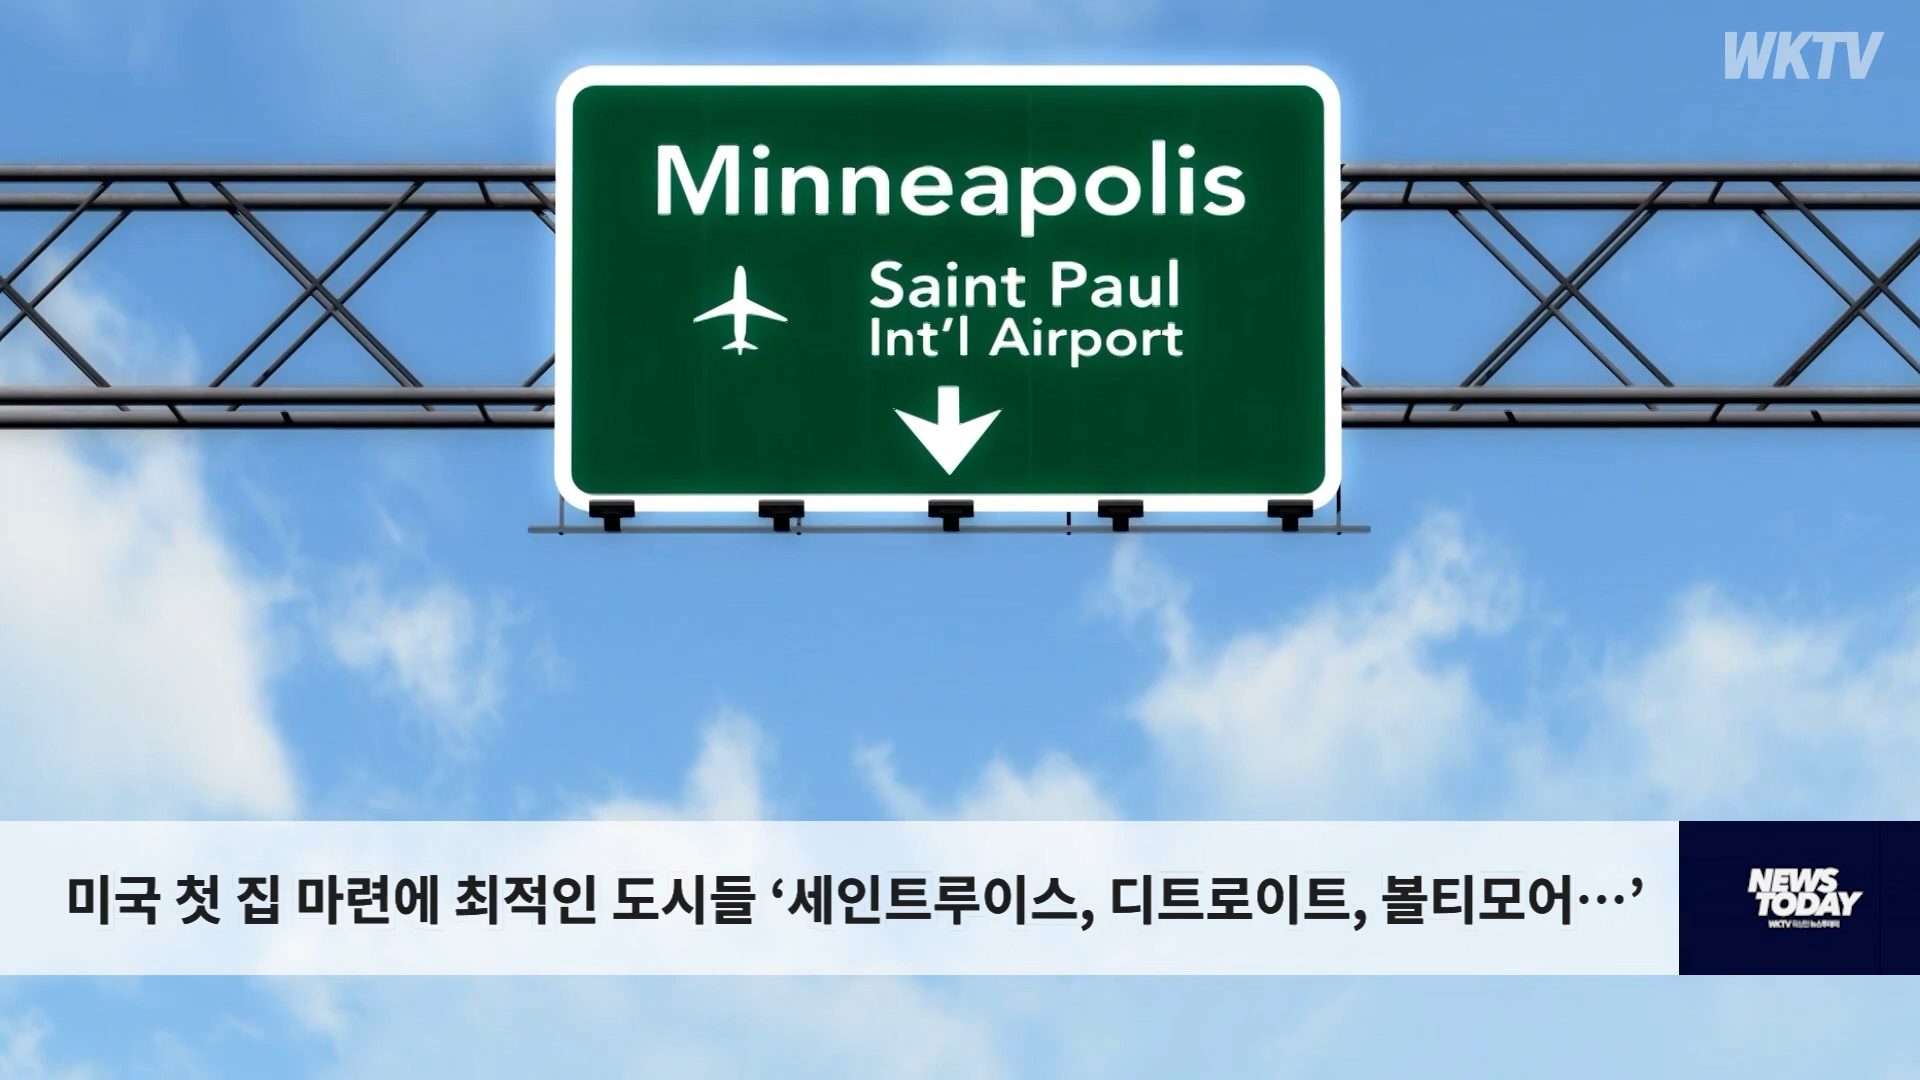 WKTV
Minneapolis
Saint Paul
Int'l Airport
미국 첫 집 마련에 최적인 도시들 ‘세인트루이스, 디트로이트, 볼티모어…’
NEWS
TODAY
WKTV